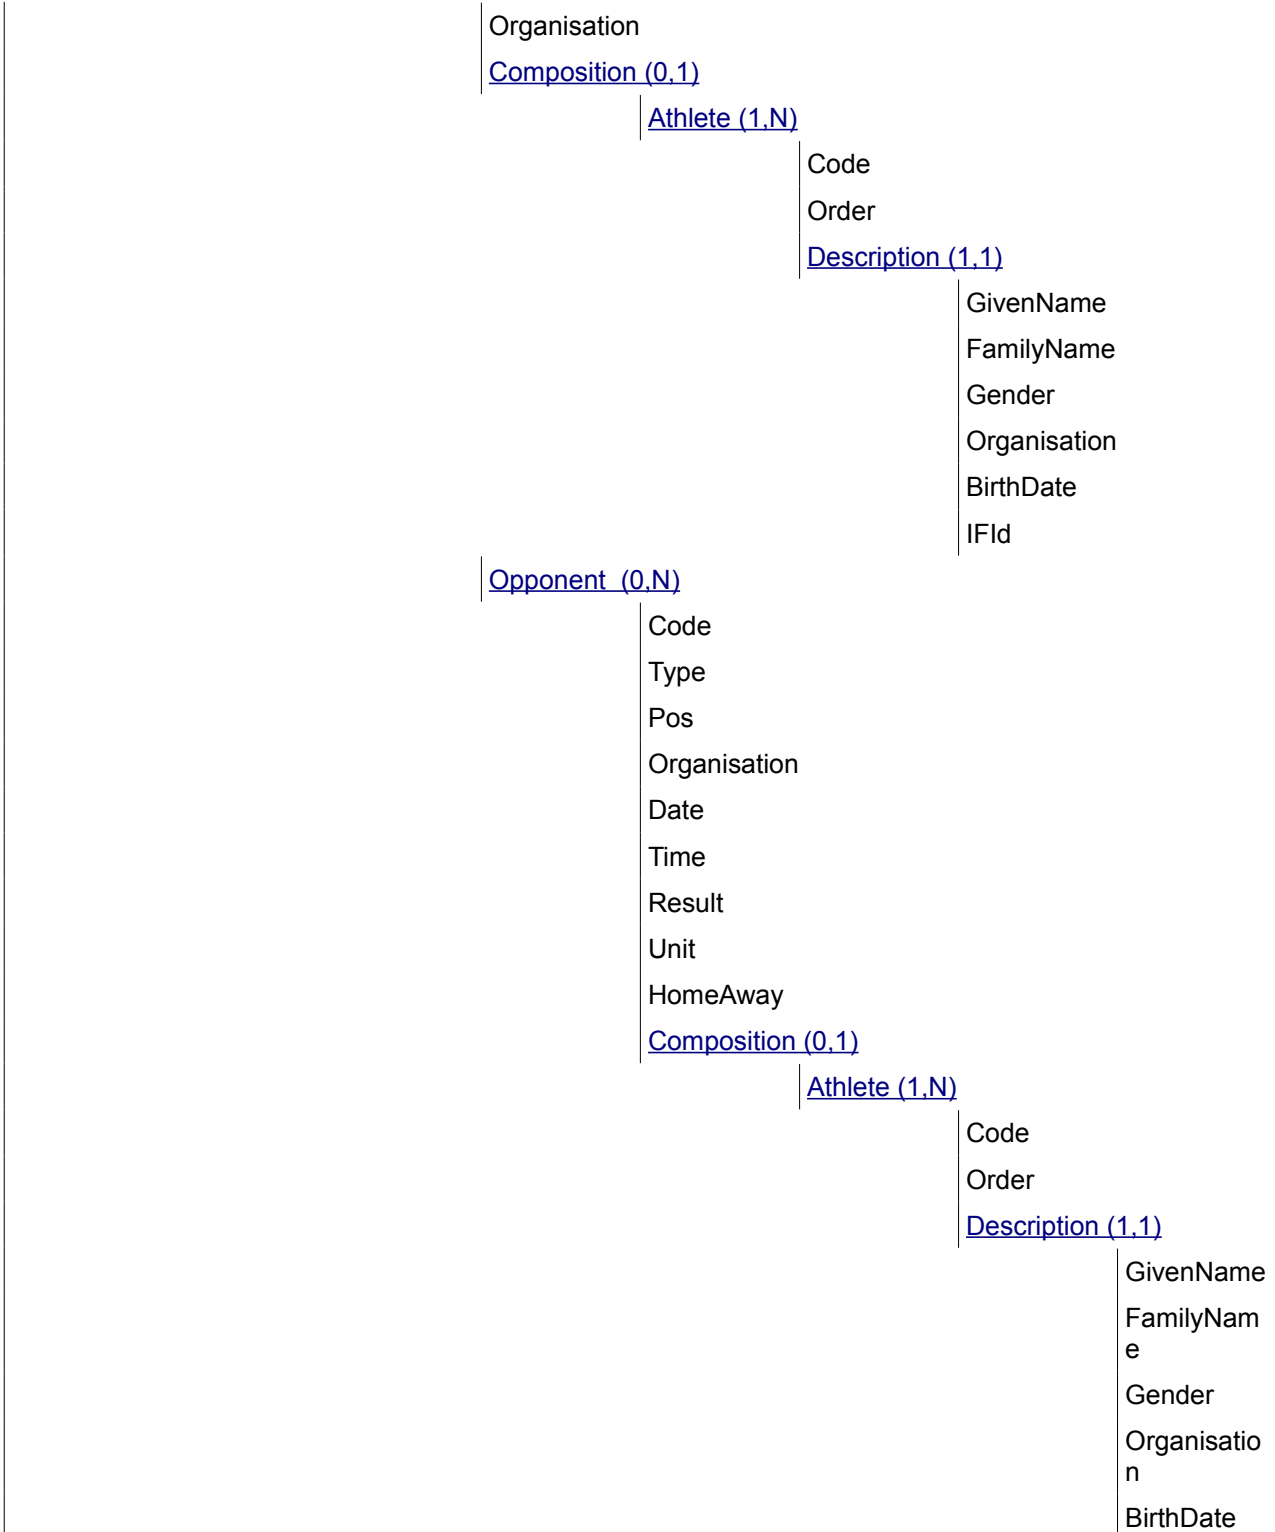 Organisation
Composition (0,1)
Athlete (1,N)
Code
Order
Description (1,1)
GivenName
FamilyName
Gender
Organisation
BirthDate
IFId
Opponent  (0,N)
Code
Type
Pos
Organisation
Date
Time
Result
Unit
HomeAway
Composition (0,1)
Athlete (1,N)
Code
Order
Description (1,1)
GivenName
FamilyNam
e
Gender
Organisatio
n
BirthDate